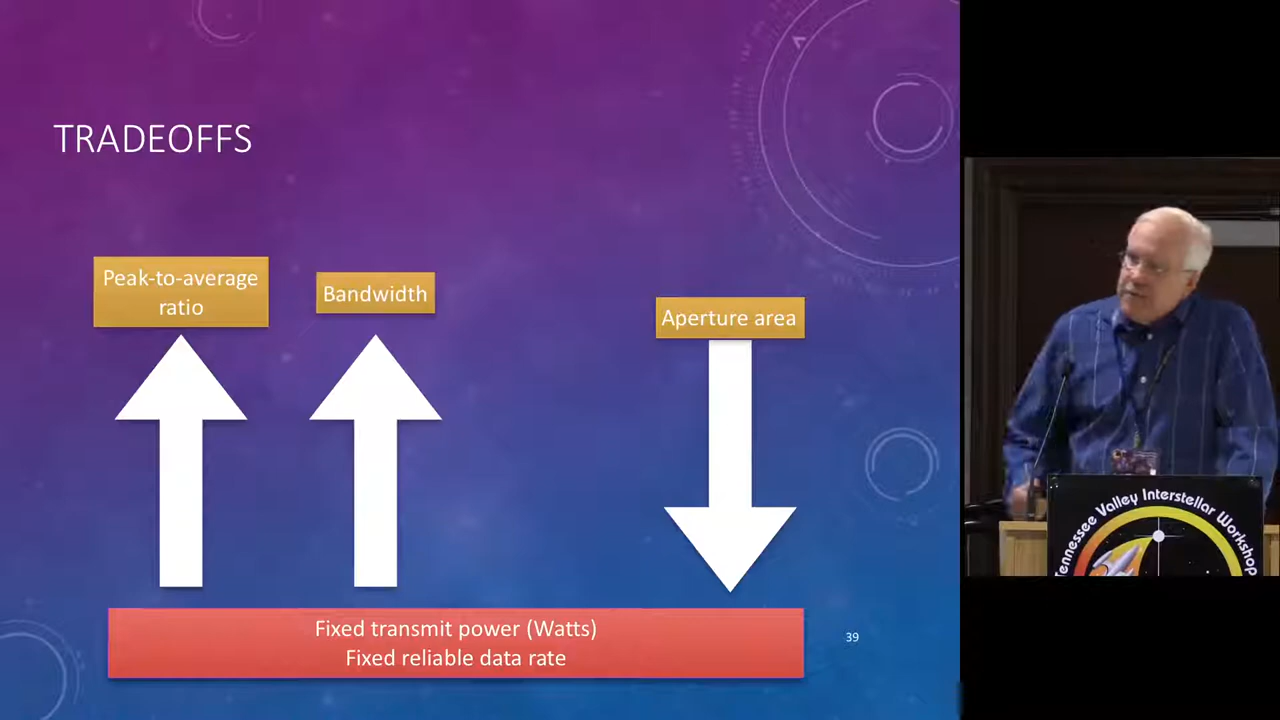 TRADEOFFS
Peak-to-average
ratio
Bandwidth
Aperture area
Fixed transmit power (Watts)
Fixed reliable data rate
39
Tennessee Valley Interstellar Workshop